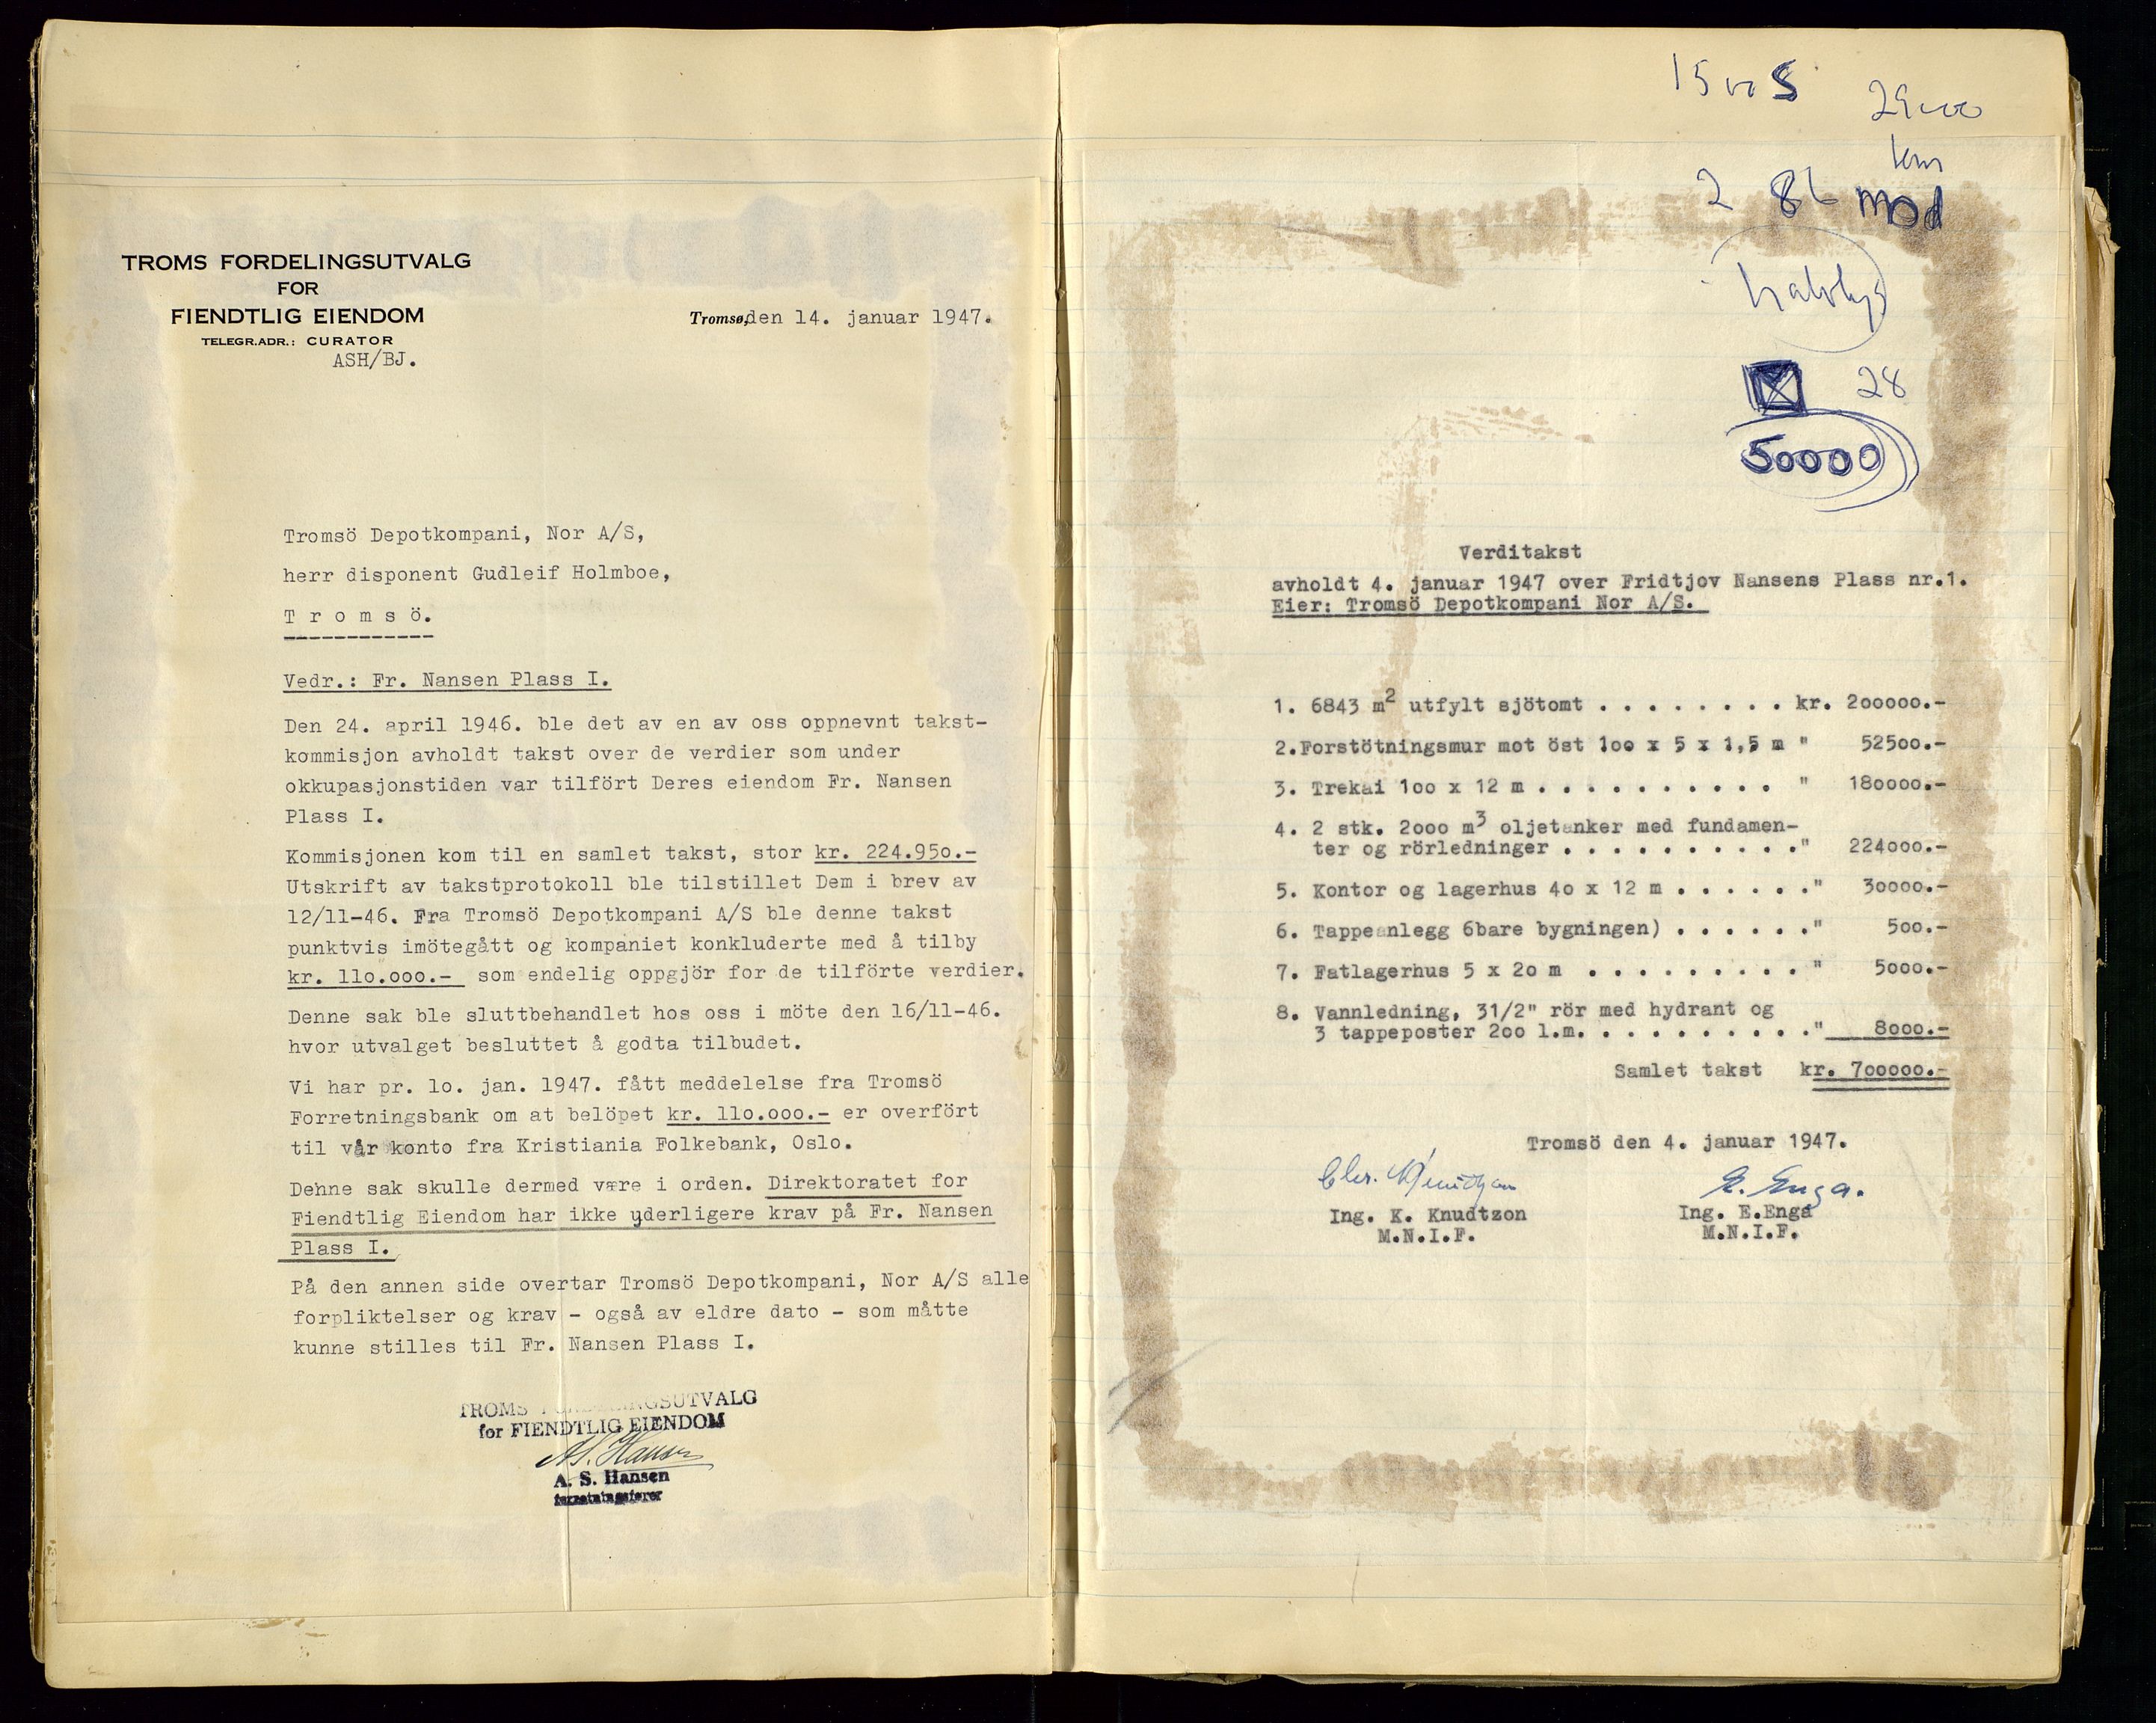 TROMS FORDELINGSUTVALG
FOR
FIENDTLIG EIENDOM
TELEGR.ADR.: CURATOR
ASH/BJ.
Tromsø, den 14. januar 1947.
Tromsö Depotkompani, Nor A/S,
herr disponent Gudleif Holmboe,
T r o m s ö.
Vedr.: Fr. Nansen Plass I.
Den 24. april 1946. ble det av en av oss oppnevnt takst-
kommisjon avholdt takst over de verdier som under
okkupasjonstiden var tilfört Deres eiendom Fr. Nansen
Plass I.
Kommisjonen kom til en samlet takst, stor kr. 224.950.-
Utskrift av takstprotokoll ble tilstillet Dem i brev av
12/11-46. Fra Tromsö Depotkompani A/S ble denne takst
punktvis imötegått og kompaniet konkluderte med å tilby
kr. 110.000.- som endelig oppgjör for de tilförte verdier.
Denne sak ble sluttbehandlet hos oss i möte den 16/11-46.
hvor utvalget besluttet å godta tilbudet.
Vi har pr. 10. jan. 1947. fått meddelelse fra Tromsö
Forretningsbank om at belöpet kr. 110.000.- er overfört
til vår konto fra Kristiania Folkebank, Oslo.
Dehne sak skulle dermed være i orden. Direktoratet for
Fiendtlig Eiendom har ikke yderligere krav på Fr. Nansen
Plass I.
På den annen side overtar Tromsö Depotkompani, Nor A/S alle
forpliktelser og krav - også av eldre dato - som måtte
kunne stilles til Fr. Nansen Plass I.
TROMS FORDELINGSUTVALG
for FIENDTLIG EIENDOM
A. S. Hansen
A. S. Hansen
forretningsfører
2 86 mod
28
50000
Verditakst
avholdt 4. januar 1947 over Fridtjov Nansens Plass nr.1.
Eier: Tromsö Depotkompani Nor A/S.
1. 6843 m2 utfylt sjötomt . . . . . . . . kr. 200000.-
2.Forstötningsmur mot öst 100 x 5 x 1,5 m " 52500.-
3. Trekai 100 x 12 m . . . . . . . . . . . " 180000.-
4. 2 stk. 2000 m3 oljetanker med fundamen-
ter og rörledninger . . . . . . . . . ." 224000.-
5. Kontor og lagerhus 40 x 12 m . . . . . ." 30000.-
6. Tappeanlegg 6bare bygningen) . . . . . ." 500.-
7. Fatlagerhus 5 x 20 m . . . . . . . . . " 5000.-
8. Vannledning, 31/2" rör med hydrant og
3 tappeposter 200 l.m. . . . . . . . . ." 8000.-
Samlet takst kr. 700000.-
Tromsö den 4. januar 1947.
E. Enga.
Ing. K. Knudtzon Ing. E.Enga
M.N.I.F. M.N.I.F.